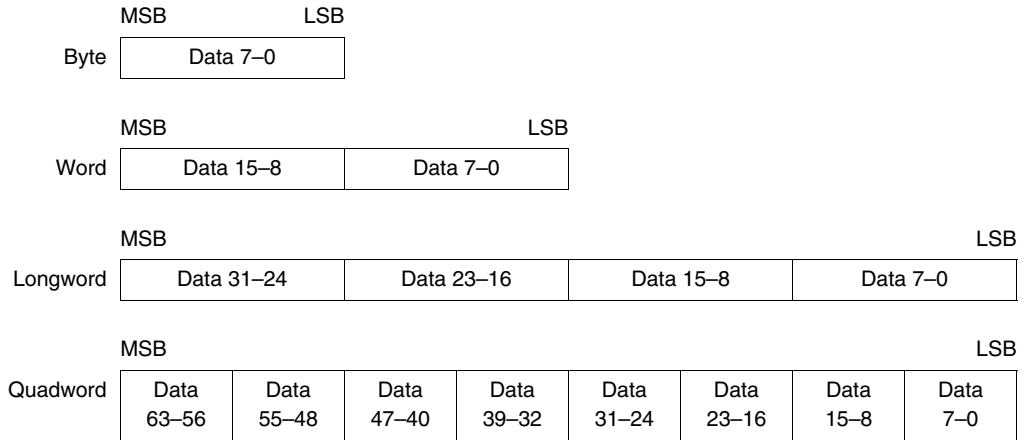 MSB LSB
Byte Data 7–0
MSB LSB
Word Data 15–8 Data 7–0
MSB LSB
Longword Data 31–24 Data 23–16 Data 15–8 Data 7–0
MSB LSB
Quadword Data Data Data Data Data Data Data Data
63–56 55–48 47–40 39–32 31–24 23–16 15–8 7–0